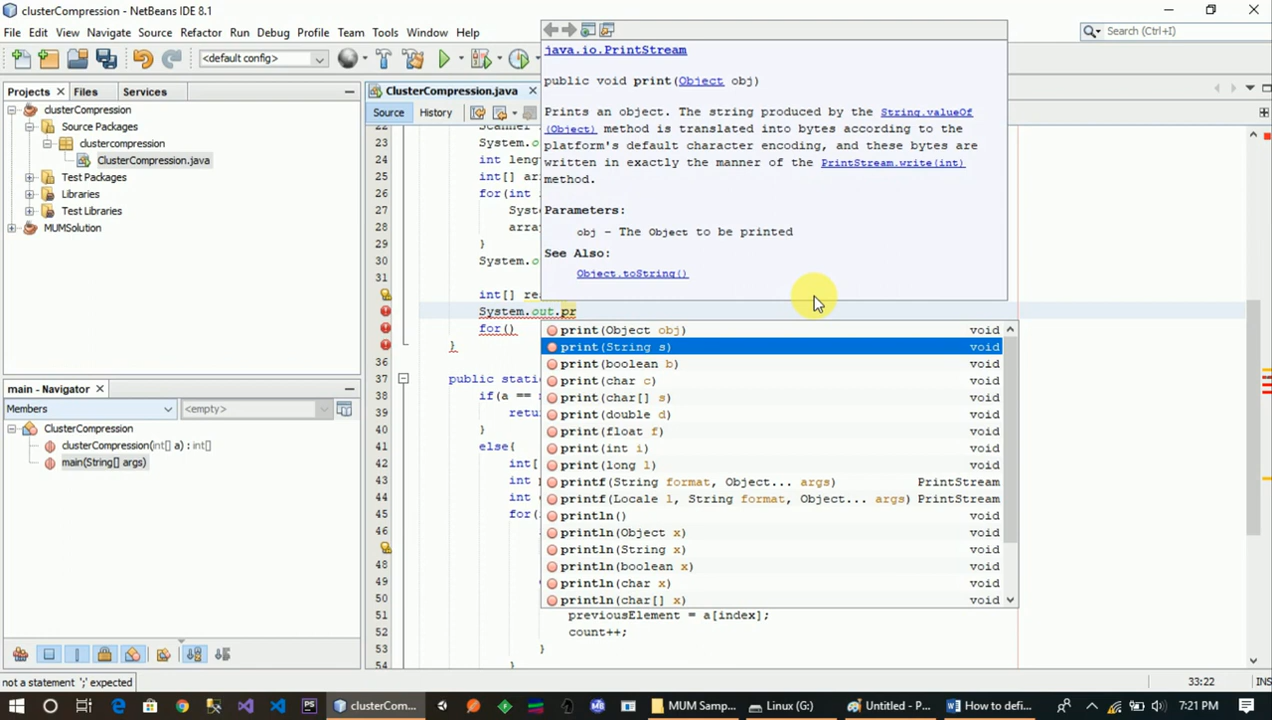 clusterCompression - NetBeans IDE 8.1
File Edit View Navigate Source Refactor Run Debug Profile Team Tools Window Help
Search (Ctrl+I)
<default config>
Projects Files Services
clusterCompression
Source Packages
clustercompression
ClusterCompression.java
Test Packages
Libraries
Test Libraries
MUMSolution
main - Navigator
Members <empty>
ClusterCompression
clusterCompression(int[] a) : int[]
main(String[] args)
not a statement ';' expected
ClusterCompression.java
Source History
22 Scanner
23 System.o
24 int lengt
25 int[] ar
26 for(int
27 Syst
28 arra
29 }
30 System.o
31
int[] re
System.out.pr
for()
}
36
37 public static
38 if(a == n
39 retur
40 }
41 else{
42 int[
43 int p
44 int c
45 for(
46
48
49
50
51 previousElement = a[index];
52 count++;
53 }
54 }
java.io.PrintStream
public void print(Object obj)
Prints an object. The string produced by the String.valueOf
(Object) method is translated into bytes according to the
platform's default character encoding, and these bytes are
written in exactly the manner of the PrintStream.write(int)
method.
Parameters:
obj - The Object to be printed
See Also:
Object.toString()
print(Object obj) void
print(String s) void
print(boolean b) void
print(char c) void
print(char[] s) void
print(double d) void
print(float f) void
print(int i) void
print(long l) void
printf(String format, Object... args) PrintStream
printf(Locale l, String format, Object... args) PrintStream
println() void
println(Object x) void
println(String x) void
println(boolean x) void
println(char x) void
println(char[] x) void
33:22 INS
clusterCom... MUM Samp... Linux (G:) Untitled - P... How to defi... 7:21 PM